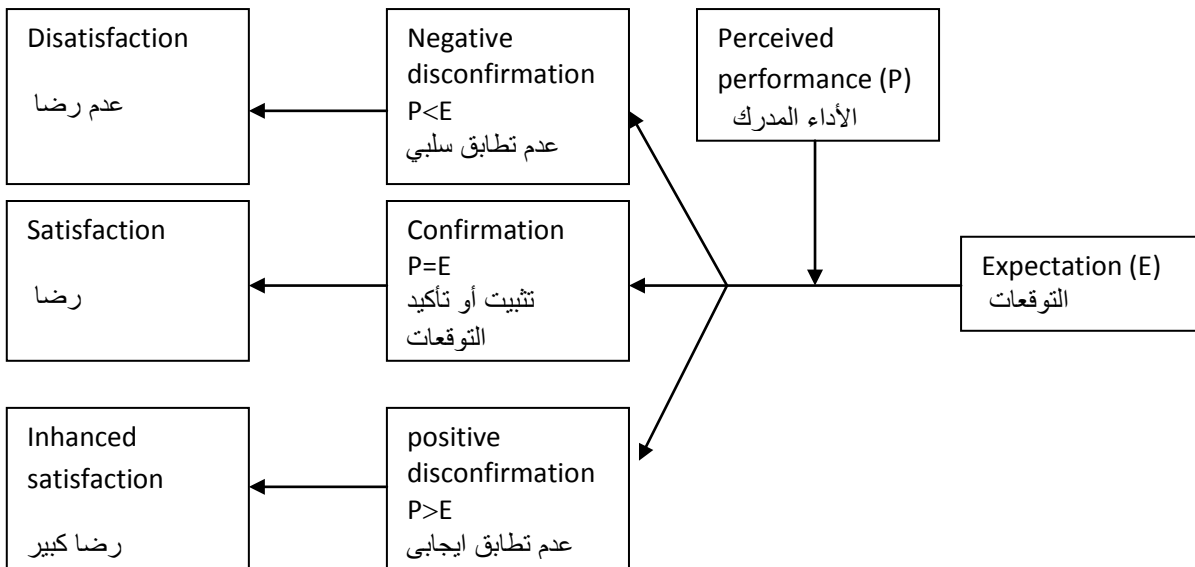 Disatisfaction
عدم رضا
Negative
disconfirmation
P<E
عدم تطابق سلبي
Perceived
performance (P)
الأداء المدرك
Satisfaction
رضا
Confirmation
P=E
تثبيت أو تأكيد
التوقعات
Expectation (E)
التوقعات
Inhanced
satisfaction
رضا كبير
positive
disconfirmation
P>E
عدم تطابق ايجابي